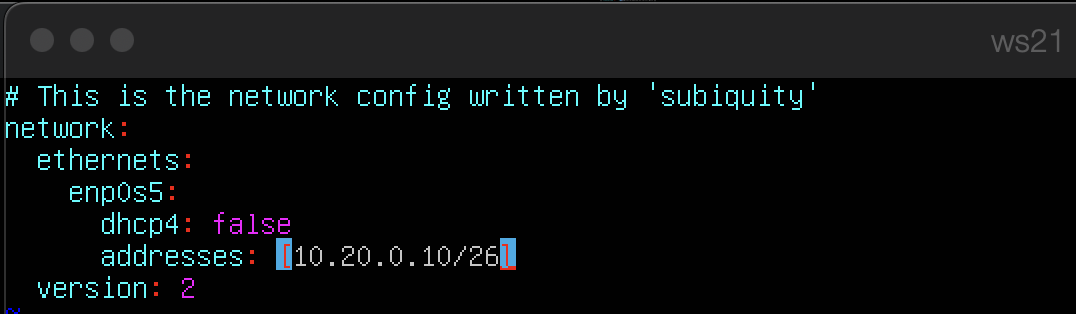 ws21
# This is the network config written by 'subiquity'
network:
  ethernets:
    enp0s5:
      dhcp4: false
      addresses: [10.20.0.10/26]
  version: 2
~